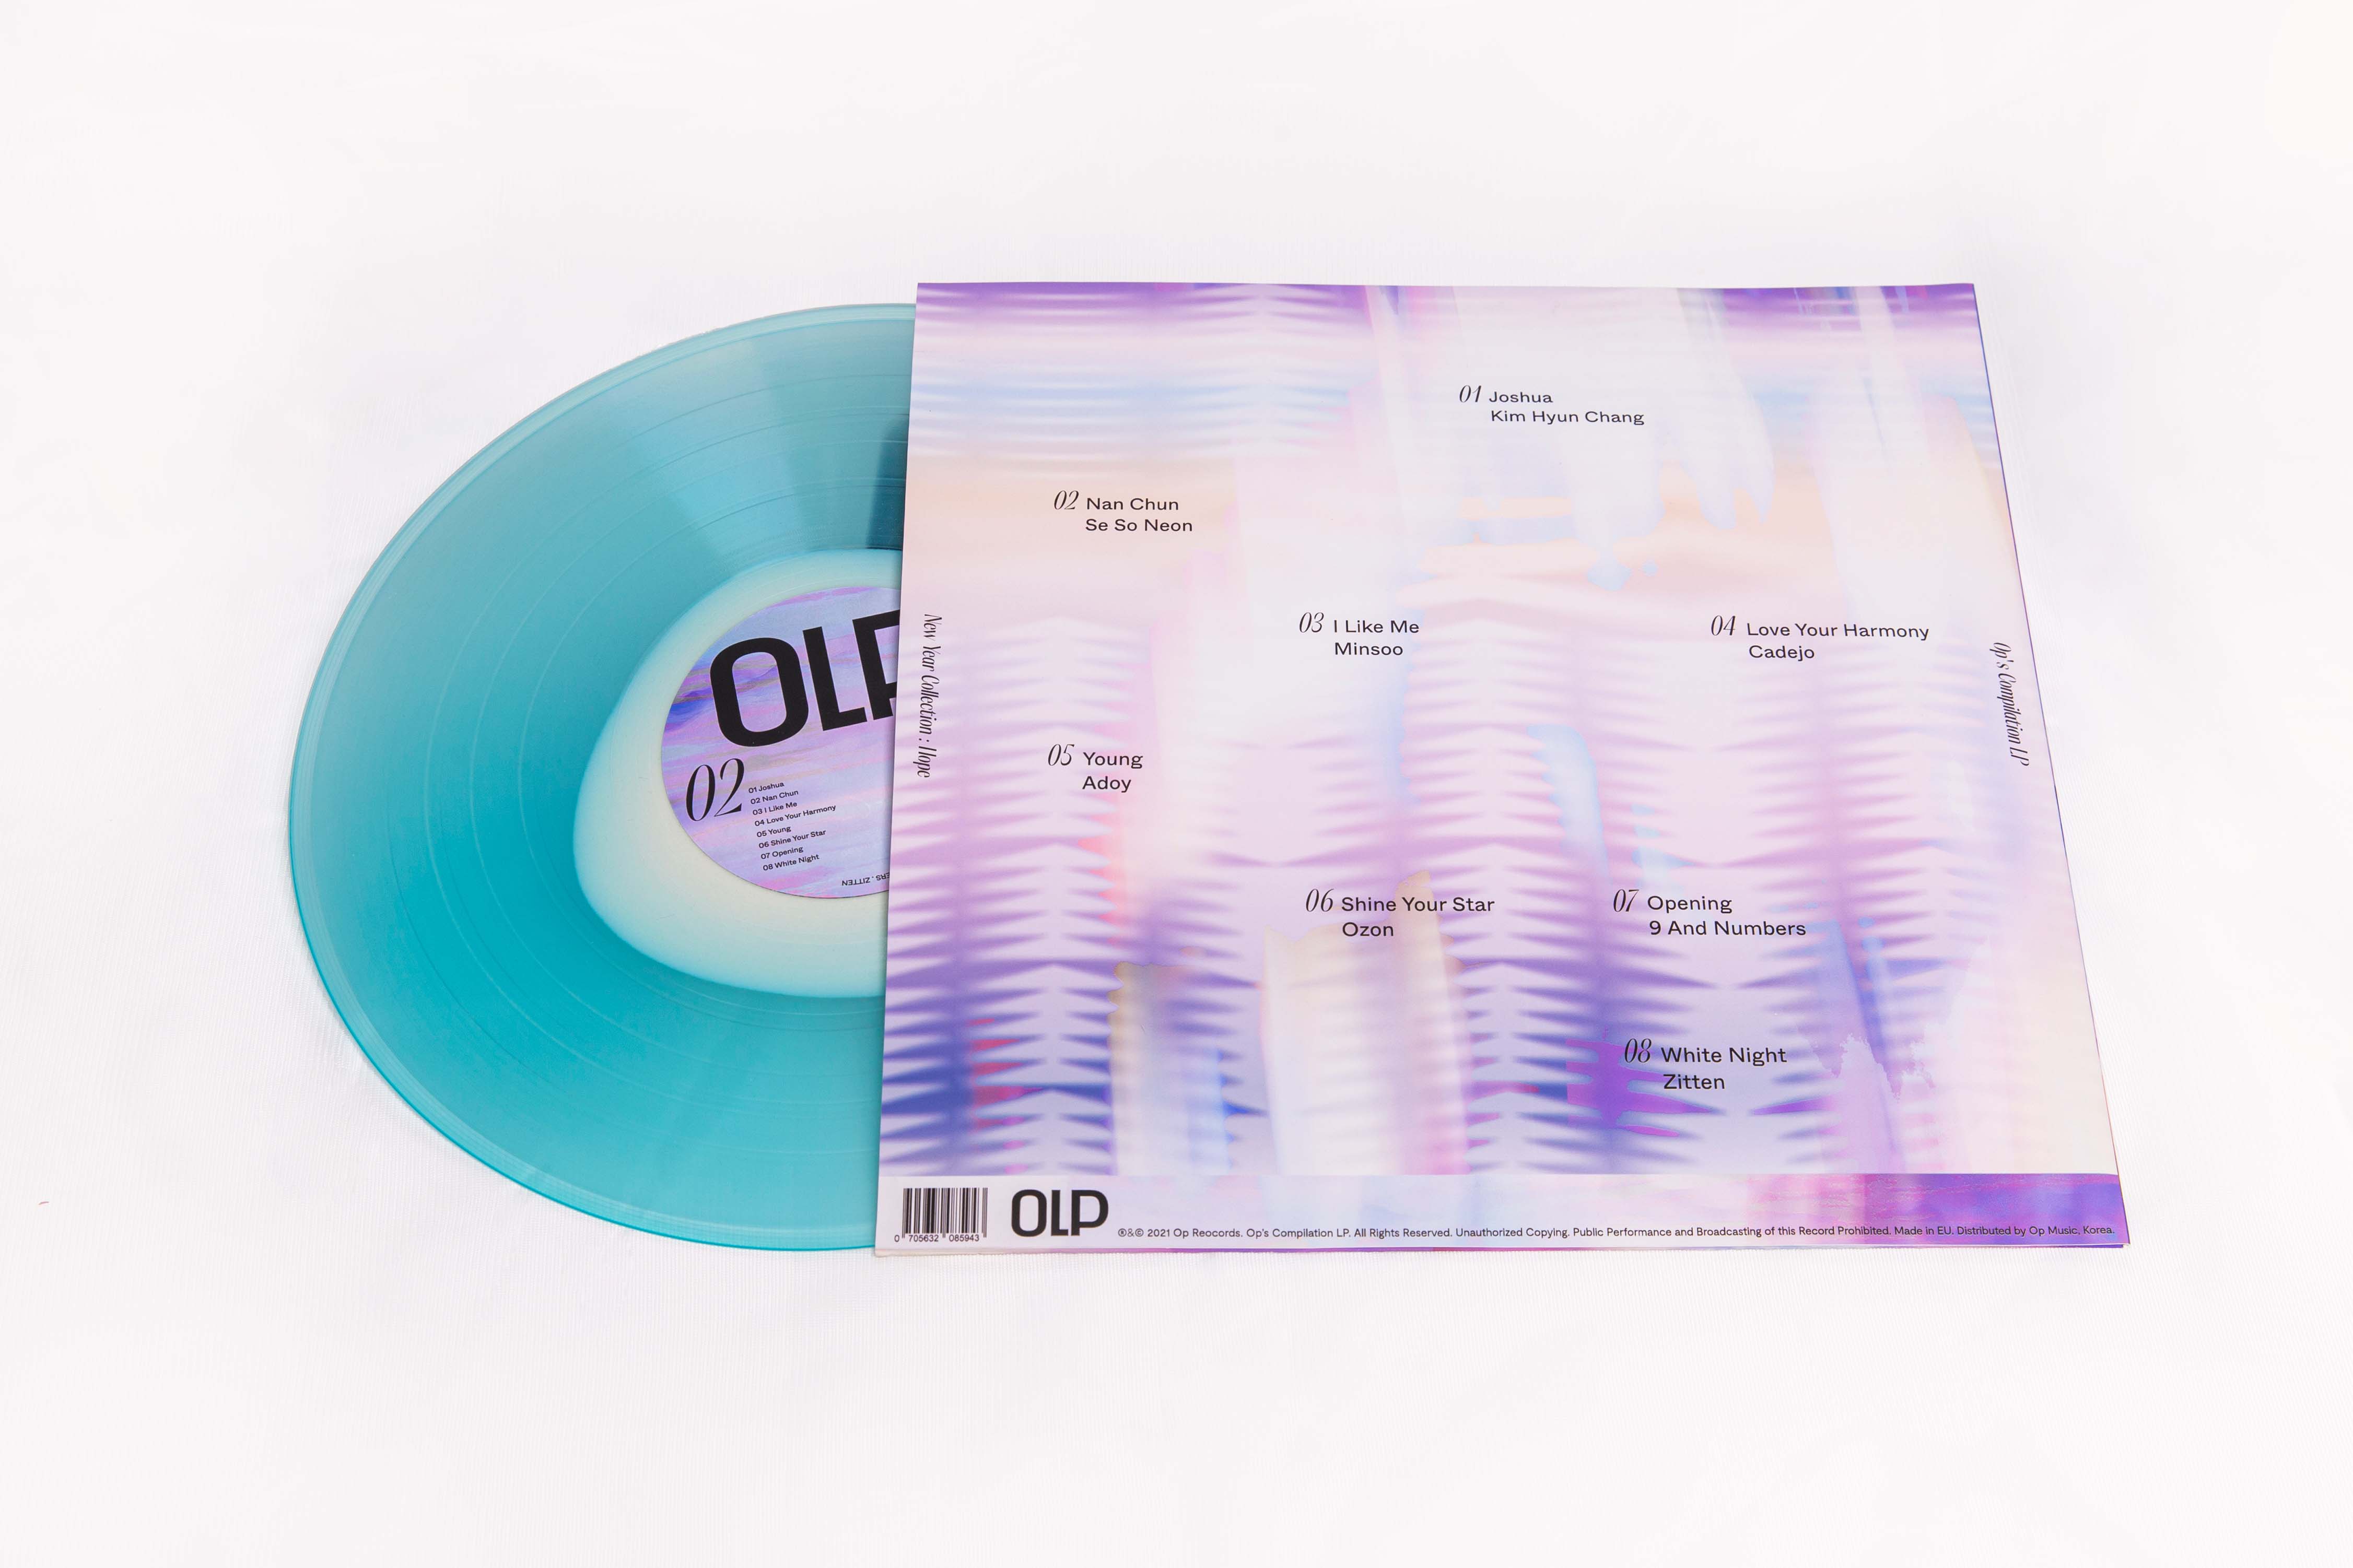 OLP
02
01 Joshua
02 Nan Chun
03 I Like Me
04 Love Your Harmony
05 Young
06 Shine Your Star
07 Opening
08 White Night
ZITTEN
New Year Collection : Hope
01 Joshua
Kim Hyun Chang
02 Nan Chun
Se So Neon
03 I Like Me
Minsoo
04 Love Your Harmony
Cadejo
05 Young
Adoy
06 Shine Your Star
Ozon
07 Opening
9 And Numbers
08 White Night
Zitten
Op's Compilation LP
0 705632 085943
OLP
℗&© 2021 Op Reocords. Op's Compilation LP. All Rights Reserved. Unauthorized Copying. Public Performance and Broadcasting of this Record Prohibited. Made in EU. Distributed by Op Music, Korea.